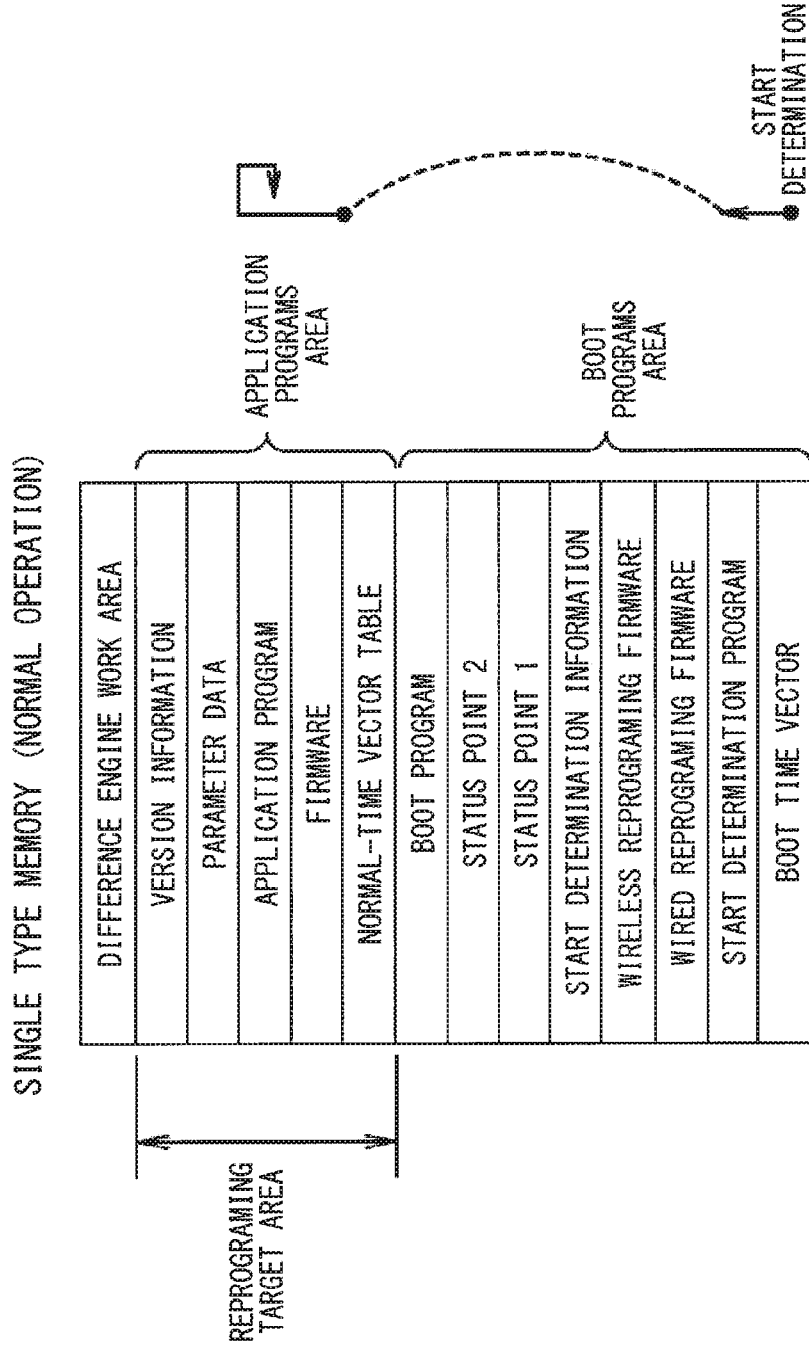 SINGLE TYPE MEMORY (NORMAL OPERATION)
REPROGRAMING
TARGET AREA
DIFFERENCE ENGINE WORK AREA
VERSION INFORMATION
PARAMETER DATA
APPLICATION PROGRAM
FIRMWARE
NORMAL-TIME VECTOR TABLE
BOOT PROGRAM
STATUS POINT 2
STATUS POINT 1
START DETERMINATION INFORMATION
WIRELESS REPROGRAMING FIRMWARE
WIRED REPROGRAMING FIRMWARE
START DETERMINATION PROGRAM
BOOT TIME VECTOR
APPLICATION
PROGRAMS
AREA
BOOT
PROGRAMS
AREA
START
DETERMINATION